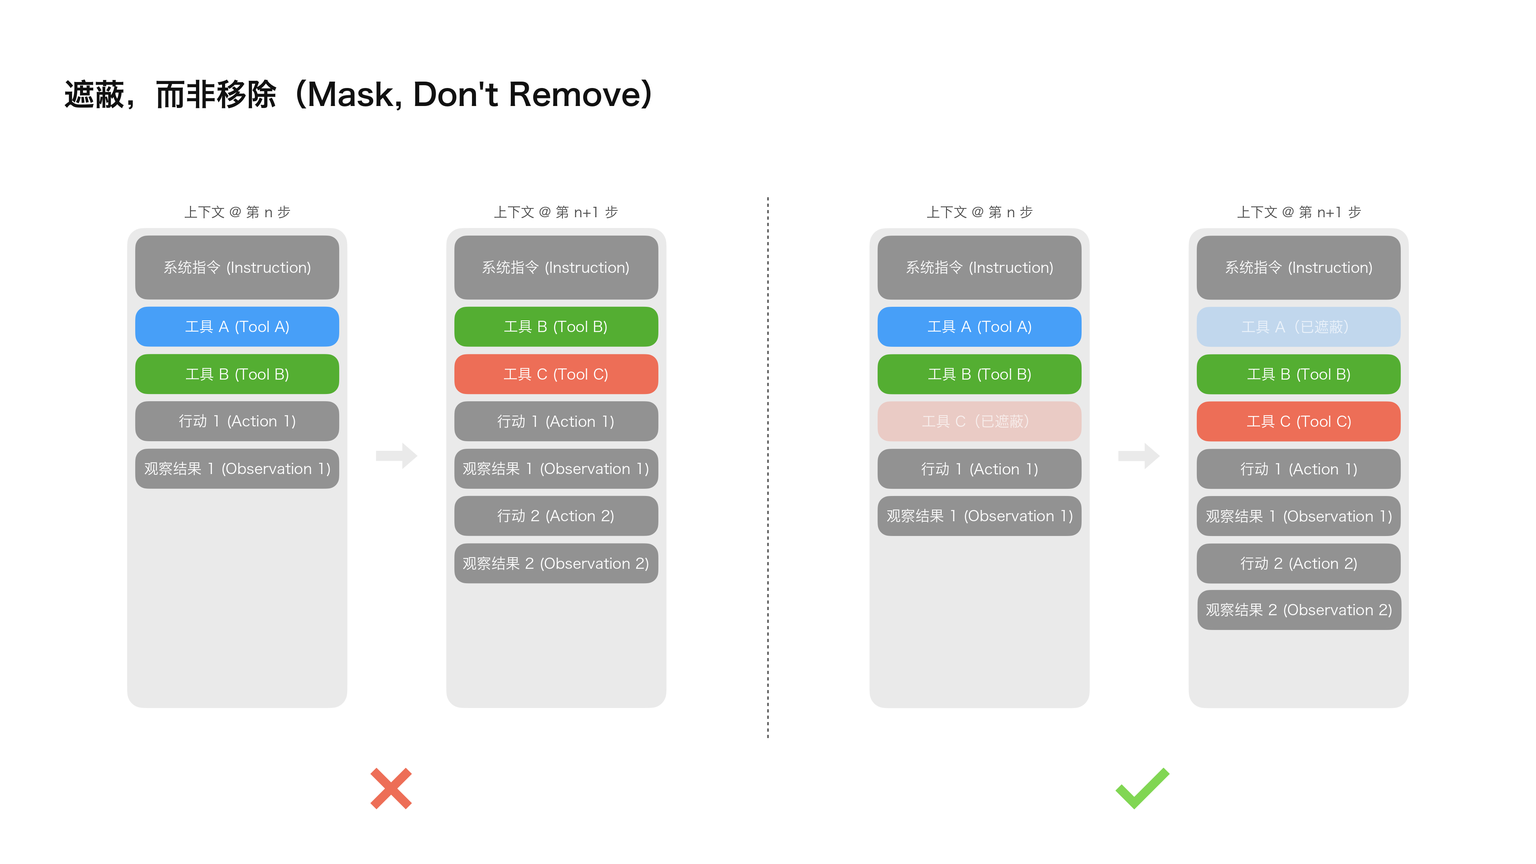 遮蔽，而非移除（Mask, Don't Remove）
上下文 @ 第 n 步
系统指令 (Instruction)
工具 A (Tool A)
工具 B (Tool B)
行动 1 (Action 1)
观察结果 1 (Observation 1)
上下文 @ 第 n+1 步
系统指令 (Instruction)
工具 B (Tool B)
工具 C (Tool C)
行动 1 (Action 1)
观察结果 1 (Observation 1)
行动 2 (Action 2)
观察结果 2 (Observation 2)
上下文 @ 第 n 步
系统指令 (Instruction)
工具 A (Tool A)
工具 B (Tool B)
工具 C（已遮蔽）
行动 1 (Action 1)
观察结果 1 (Observation 1)
上下文 @ 第 n+1 步
系统指令 (Instruction)
工具 A（已遮蔽）
工具 B (Tool B)
工具 C (Tool C)
行动 1 (Action 1)
观察结果 1 (Observation 1)
行动 2 (Action 2)
观察结果 2 (Observation 2)